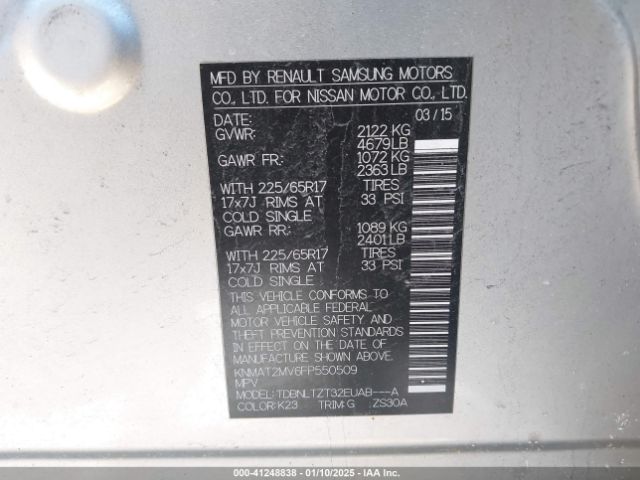 MFD BY RENAULT SAMSUNG MOTORS
CO., LTD. FOR NISSAN MOTOR CO., LTD.
DATE: 03/15
GVWR: 2122 KG
4679 LB
GAWR FR: 1072 KG
2363 LB
WITH 225/65R17 TIRES
17x7J RIMS AT 33 PSI
COLD SINGLE
GAWR RR: 1089 KG
2401 LB
WITH 225/65R17 TIRES
17x7J RIMS AT 33 PSI
COLD SINGLE
THIS VEHICLE CONFORMS TO
ALL APPLICABLE FEDERAL
MOTOR VEHICLE SAFETY AND
THEFT PREVENTION STANDARDS
IN EFFECT ON THE DATE OF
MANUFACTURE SHOWN ABOVE.
KNMAT2MV6FP550509
MPV
MODEL: TDBNLTZT32EUAB---A
COLOR: K23 TRIM: G ZS30A
000-41248838 - 01/10/2025 - IAA Inc.